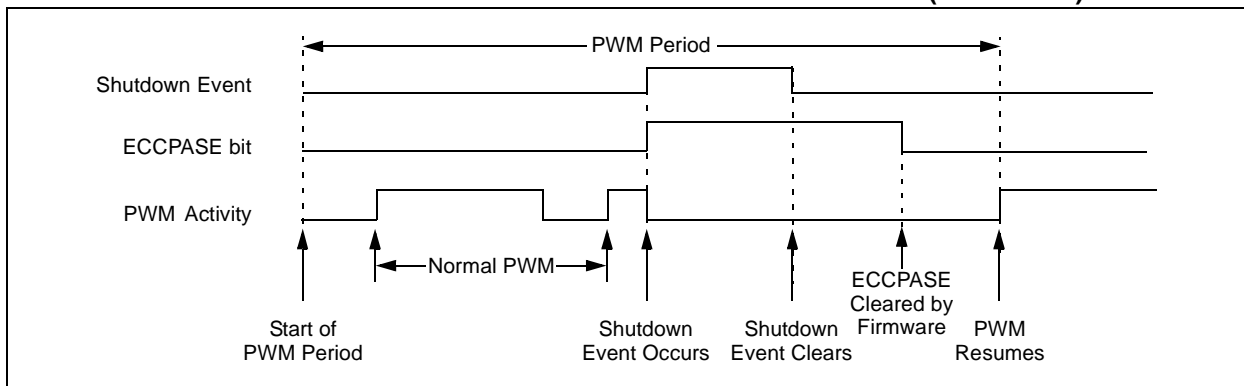 PWM Period
Shutdown Event
ECCPASE bit
PWM Activity
Normal PWM
Start of
PWM Period
Shutdown
Event Occurs
Shutdown
Event Clears
ECCPASE
Cleared by
Firmware
PWM
Resumes